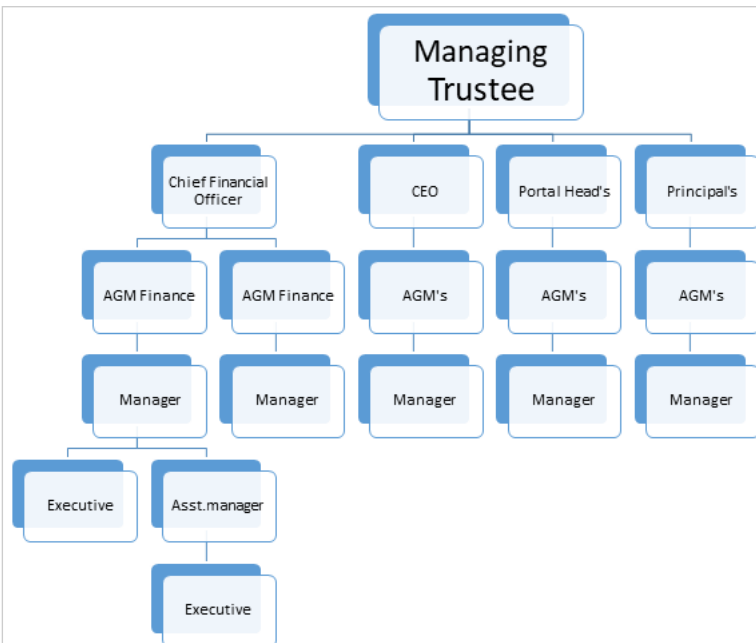 Managing
Trustee
Chief Financial
Officer
CEO
Portal Head's
Principal's
AGM Finance
AGM Finance
AGM's
AGM's
AGM's
Manager
Manager
Manager
Manager
Manager
Executive
Asst.manager
Executive